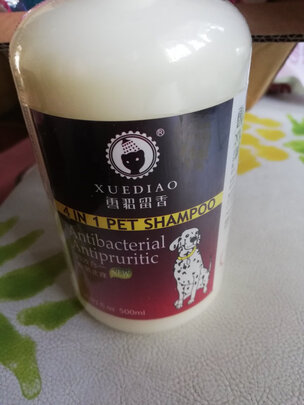 ®
XUEDIAO
雪貂留香
4 IN 1 PET SHAMPOO
Antibacterial
Antipruritic
NEW
500ml